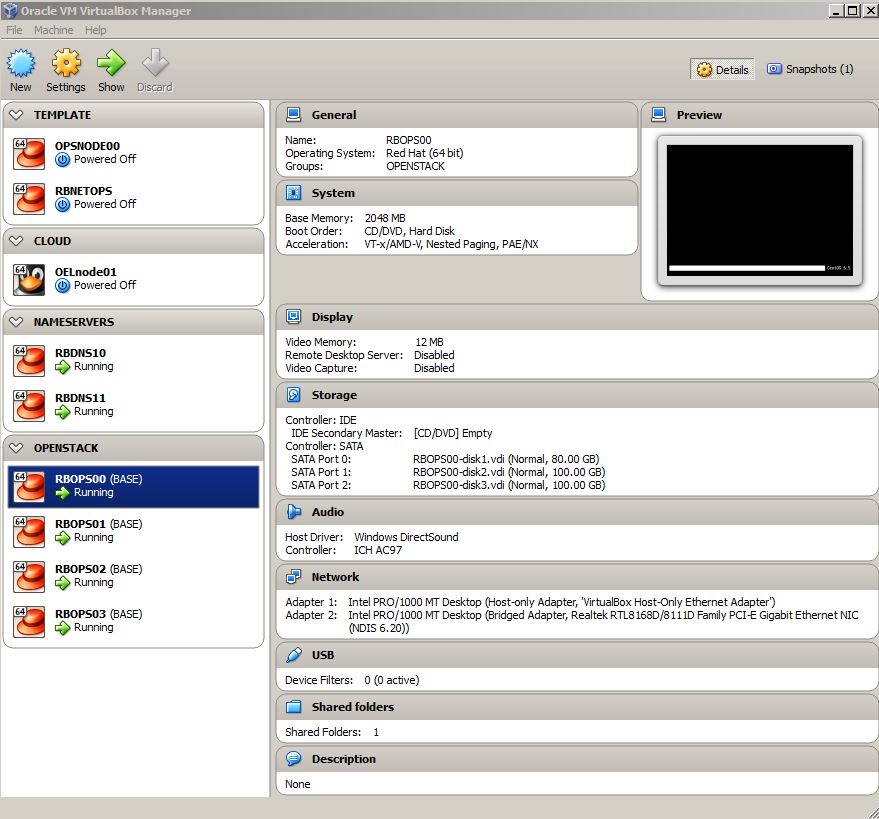 Oracle VM VirtualBox Manager
File Machine Help
New Settings Show Discard
Details Snapshots (1)
TEMPLATE
64 OPSNODE00
Powered Off
64 RBNETOPS
Powered Off
CLOUD
64 OELnode01
Powered Off
NAMESERVERS
64 RBDNS10
Running
64 RBDNS11
Running
OPENSTACK
64 RBOPS00 (BASE)
Running
64 RBOPS01 (BASE)
Running
64 RBOPS02 (BASE)
Running
64 RBOPS03 (BASE)
Running
General
Name: RBOPS00
Operating System: Red Hat (64 bit)
Groups: OPENSTACK
System
Base Memory: 2048 MB
Boot Order: CD/DVD, Hard Disk
Acceleration: VT-x/AMD-V, Nested Paging, PAE/NX
Preview
CentOS 6.5
Display
Video Memory: 12 MB
Remote Desktop Server: Disabled
Video Capture: Disabled
Storage
Controller: IDE
IDE Secondary Master: [CD/DVD] Empty
Controller: SATA
SATA Port 0: RBOPS00-disk1.vdi (Normal, 80.00 GB)
SATA Port 1: RBOPS00-disk2.vdi (Normal, 100.00 GB)
SATA Port 2: RBOPS00-disk3.vdi (Normal, 100.00 GB)
Audio
Host Driver: Windows DirectSound
Controller: ICH AC97
Network
Adapter 1: Intel PRO/1000 MT Desktop (Host-only Adapter, 'VirtualBox Host-Only Ethernet Adapter')
Adapter 2: Intel PRO/1000 MT Desktop (Bridged Adapter, Realtek RTL8168D/8111D Family PCI-E Gigabit Ethernet NIC
(NDIS 6.20))
USB
Device Filters: 0 (0 active)
Shared folders
Shared Folders: 1
Description
None